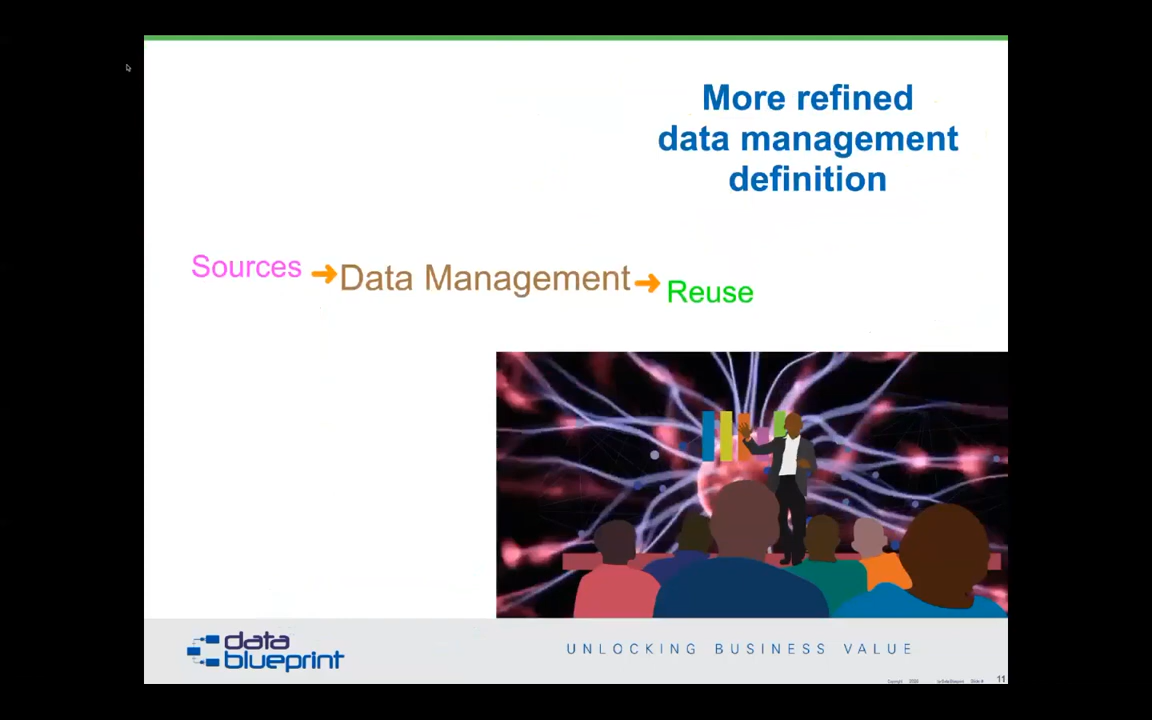 More refined
data management
definition
Sources ➜ Data Management ➜ Reuse
data
blueprint
UNLOCKING BUSINESS VALUE
11